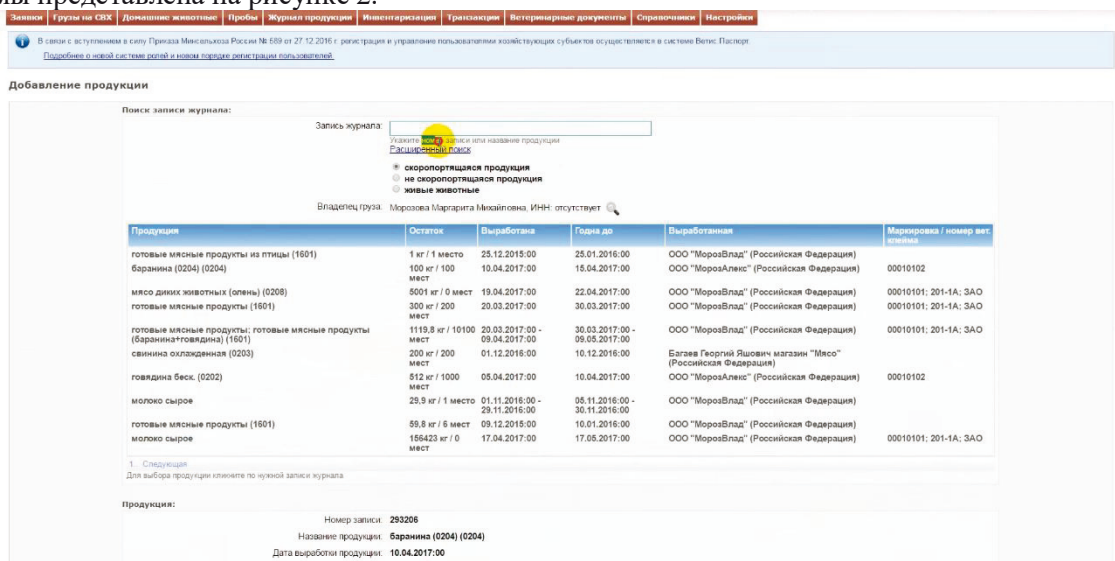 ы представлена на рисунке 2.
Заявки Грузы на СВХ Домашние животные Пробы Журнал продукции Инвентаризация Транзакции Ветеринарные документы Справочники Настройки
В связи с вступлением в силу Приказа Минсельхоза России № 589 от 27.12.2016 г. регистрация и управление пользователями хозяйствующих субъектов осуществляется в системе Ветис.Паспорт.
Подробнее о новой системе ролей и новом порядке регистрации пользователей.
Добавление продукции
Поиск записи журнала:
Запись журнала:
Укажите номер записи или название продукции
Расширенный поиск
скоропортящаяся продукция
не скоропортящаяся продукция
живые животные
Владелец груза: Морозова Маргарита Михайловна, ИНН: отсутствует
Продукция Остаток Выработана Годна до Выработанная Маркировка / номер вет. клейма
готовые мясные продукты из птицы (1601) 1 кг / 1 место 25.12.2015:00 25.01.2016:00 ООО "МорозВлад" (Российская Федерация)
баранина (0204) (0204) 100 кг / 100 мест 10.04.2017:00 15.04.2017:00 ООО "МорозАлекс" (Российская Федерация) 00010102
мясо диких животных (олень) (0208) 5001 кг / 0 мест 19.04.2017:00 22.04.2017:00 ООО "МорозВлад" (Российская Федерация) 00010101; 201-1А; ЗАО
готовые мясные продукты (1601) 300 кг / 200 мест 20.03.2017:00 30.03.2017:00 ООО "МорозВлад" (Российская Федерация) 00010101; 201-1А; ЗАО
готовые мясные продукты; готовые мясные продукты (баранина+говядина) (1601) 1119,8 кг / 10100 мест 20.03.2017:00 - 09.04.2017:00 30.03.2017:00 - 09.05.2017:00 ООО "МорозВлад" (Российская Федерация) 00010101; 201-1А; ЗАО
свинина охлажденная (0203) 200 кг / 200 мест 01.12.2016:00 10.12.2016:00 Багаев Георгий Яшович магазин "Мясо" (Российская Федерация)
говядина беск. (0202) 512 кг / 1000 мест 05.04.2017:00 10.04.2017:00 ООО "МорозАлекс" (Российская Федерация) 00010102
молоко сырое 29,9 кг / 1 место 01.11.2016:00 - 29.11.2016:00 05.11.2016:00 - 30.11.2016:00 ООО "МорозВлад" (Российская Федерация)
готовые мясные продукты (1601) 59,8 кг / 6 мест 09.12.2015:00 10.01.2016:00 ООО "МорозВлад" (Российская Федерация)
молоко сырое 156423 кг / 0 мест 17.04.2017:00 17.05.2017:00 ООО "МорозВлад" (Российская Федерация) 00010101; 201-1А; ЗАО
1. Следующая
Для выбора продукции кликните по нужной записи журнала
Продукция:
Номер записи: 293206
Название продукции: баранина (0204) (0204)
Дата выработки продукции: 10.04.2017:00